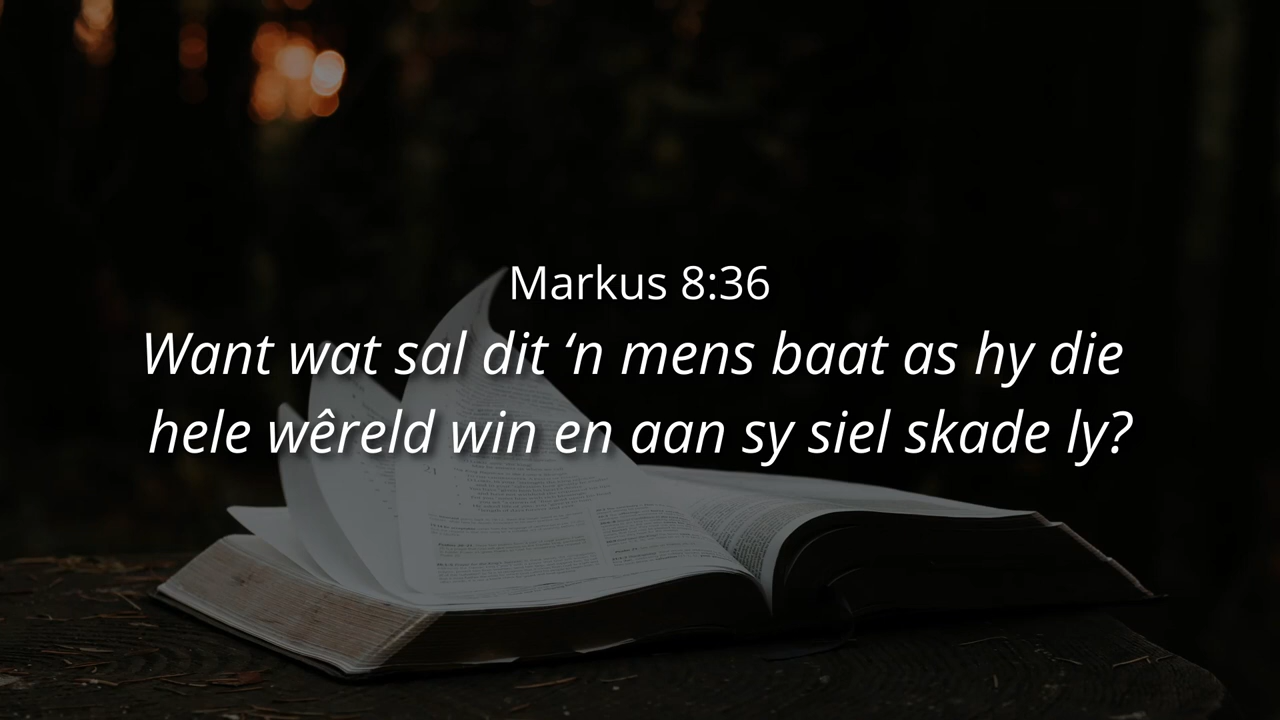 Markus 8:36
Want wat sal dit ‘n mens baat as hy die
hele wêreld win en aan sy siel skade ly?